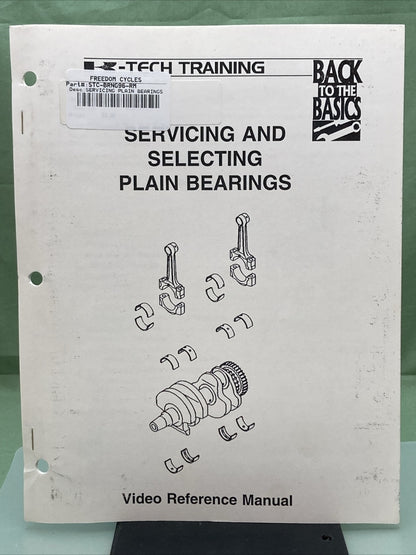 K-TECH TRAINING
BACK
TO THE
BASICS
FREEDOM CYCLES
Part#:STC-BRNG96-RM
Desc:SERVICING PLAIN BEARINGS
SERVICING AND
SELECTING
PLAIN BEARINGS
Video Reference Manual